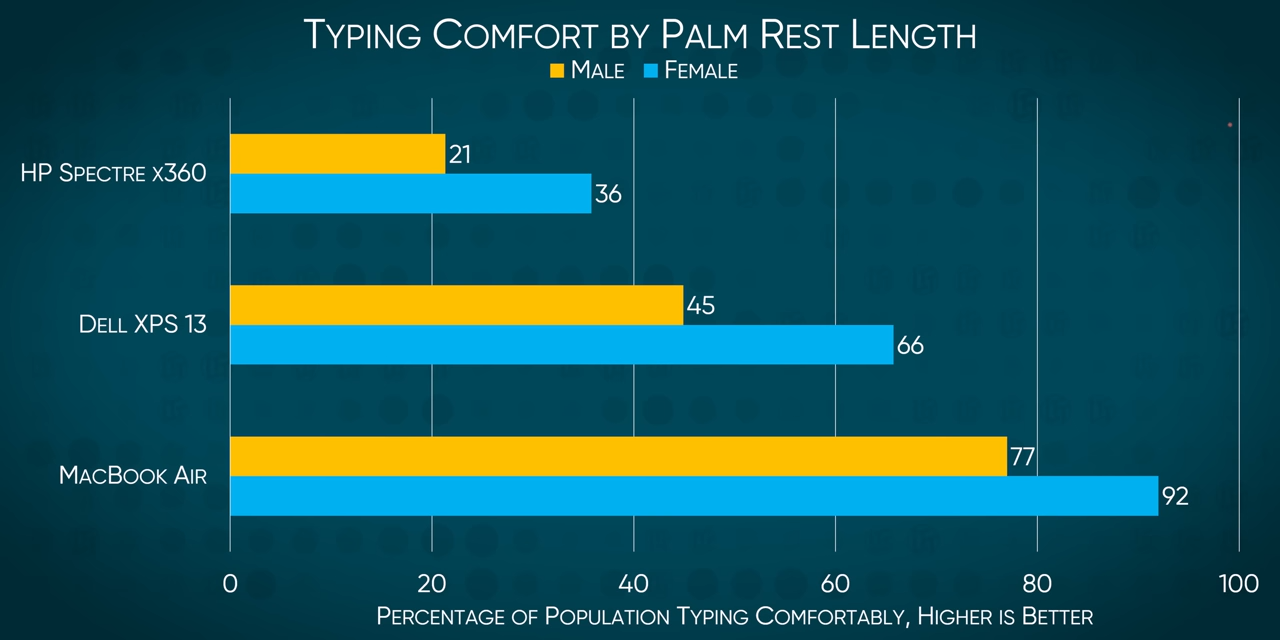 Typing Comfort by Palm Rest Length
Male Female
HP Spectre x360
21
36
Dell XPS 13
45
66
MacBook Air
77
92
0 20 40 60 80 100
Percentage of Population Typing Comfortably, Higher is Better